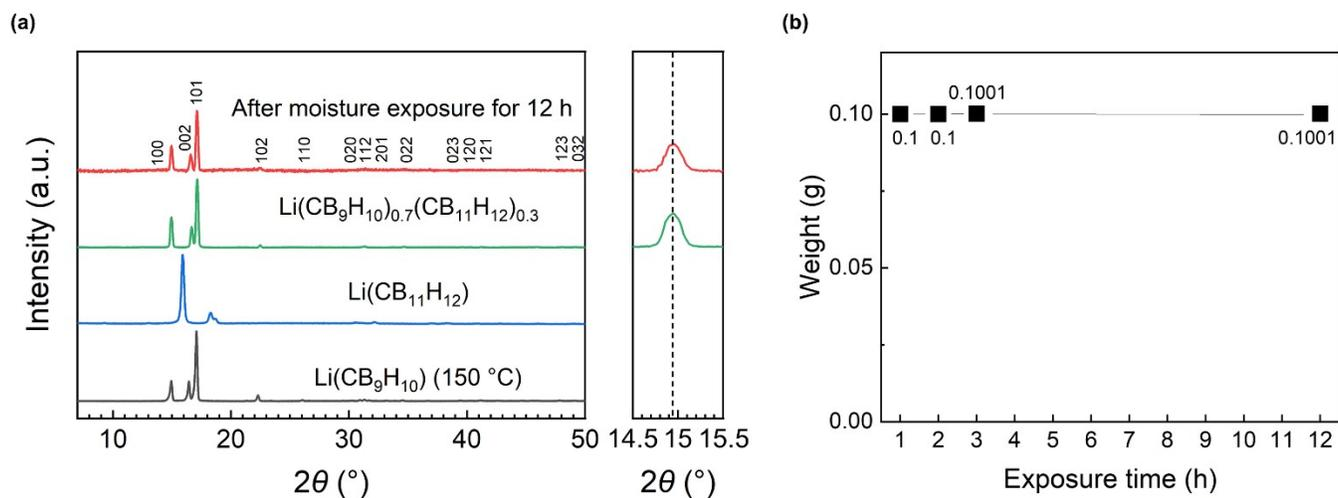 (a)
Intensity (a.u.)
After moisture exposure for 12 h
100
002
101
102
110
020
112
201
022
023
120
121
123
032
Li(CB₉H₁₀)₀.₇(CB₁₁H₁₂)₀.₃
Li(CB₁₁H₁₂)
Li(CB₉H₁₀) (150 °C)
10 20 30 40 50
2θ (°)
14.5 15 15.5
2θ (°)
(b)
Weight (g)
0.10
0.05
0.00
0.1
0.1
0.1001
0.1001
1 2 3 4 5 6 7 8 9 10 11 12
Exposure time (h)